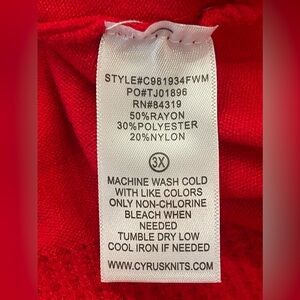 STYLE#C981934FWM
PO#TJ01896
RN#84319
50%RAYON
30%POLYESTER
20%NYLON
3X
MACHINE WASH COLD
WITH LIKE COLORS
ONLY NON-CHLORINE
BLEACH WHEN
NEEDED
TUMBLE DRY LOW
COOL IRON IF NEEDED
WWW.CYRUSKNITS.COM